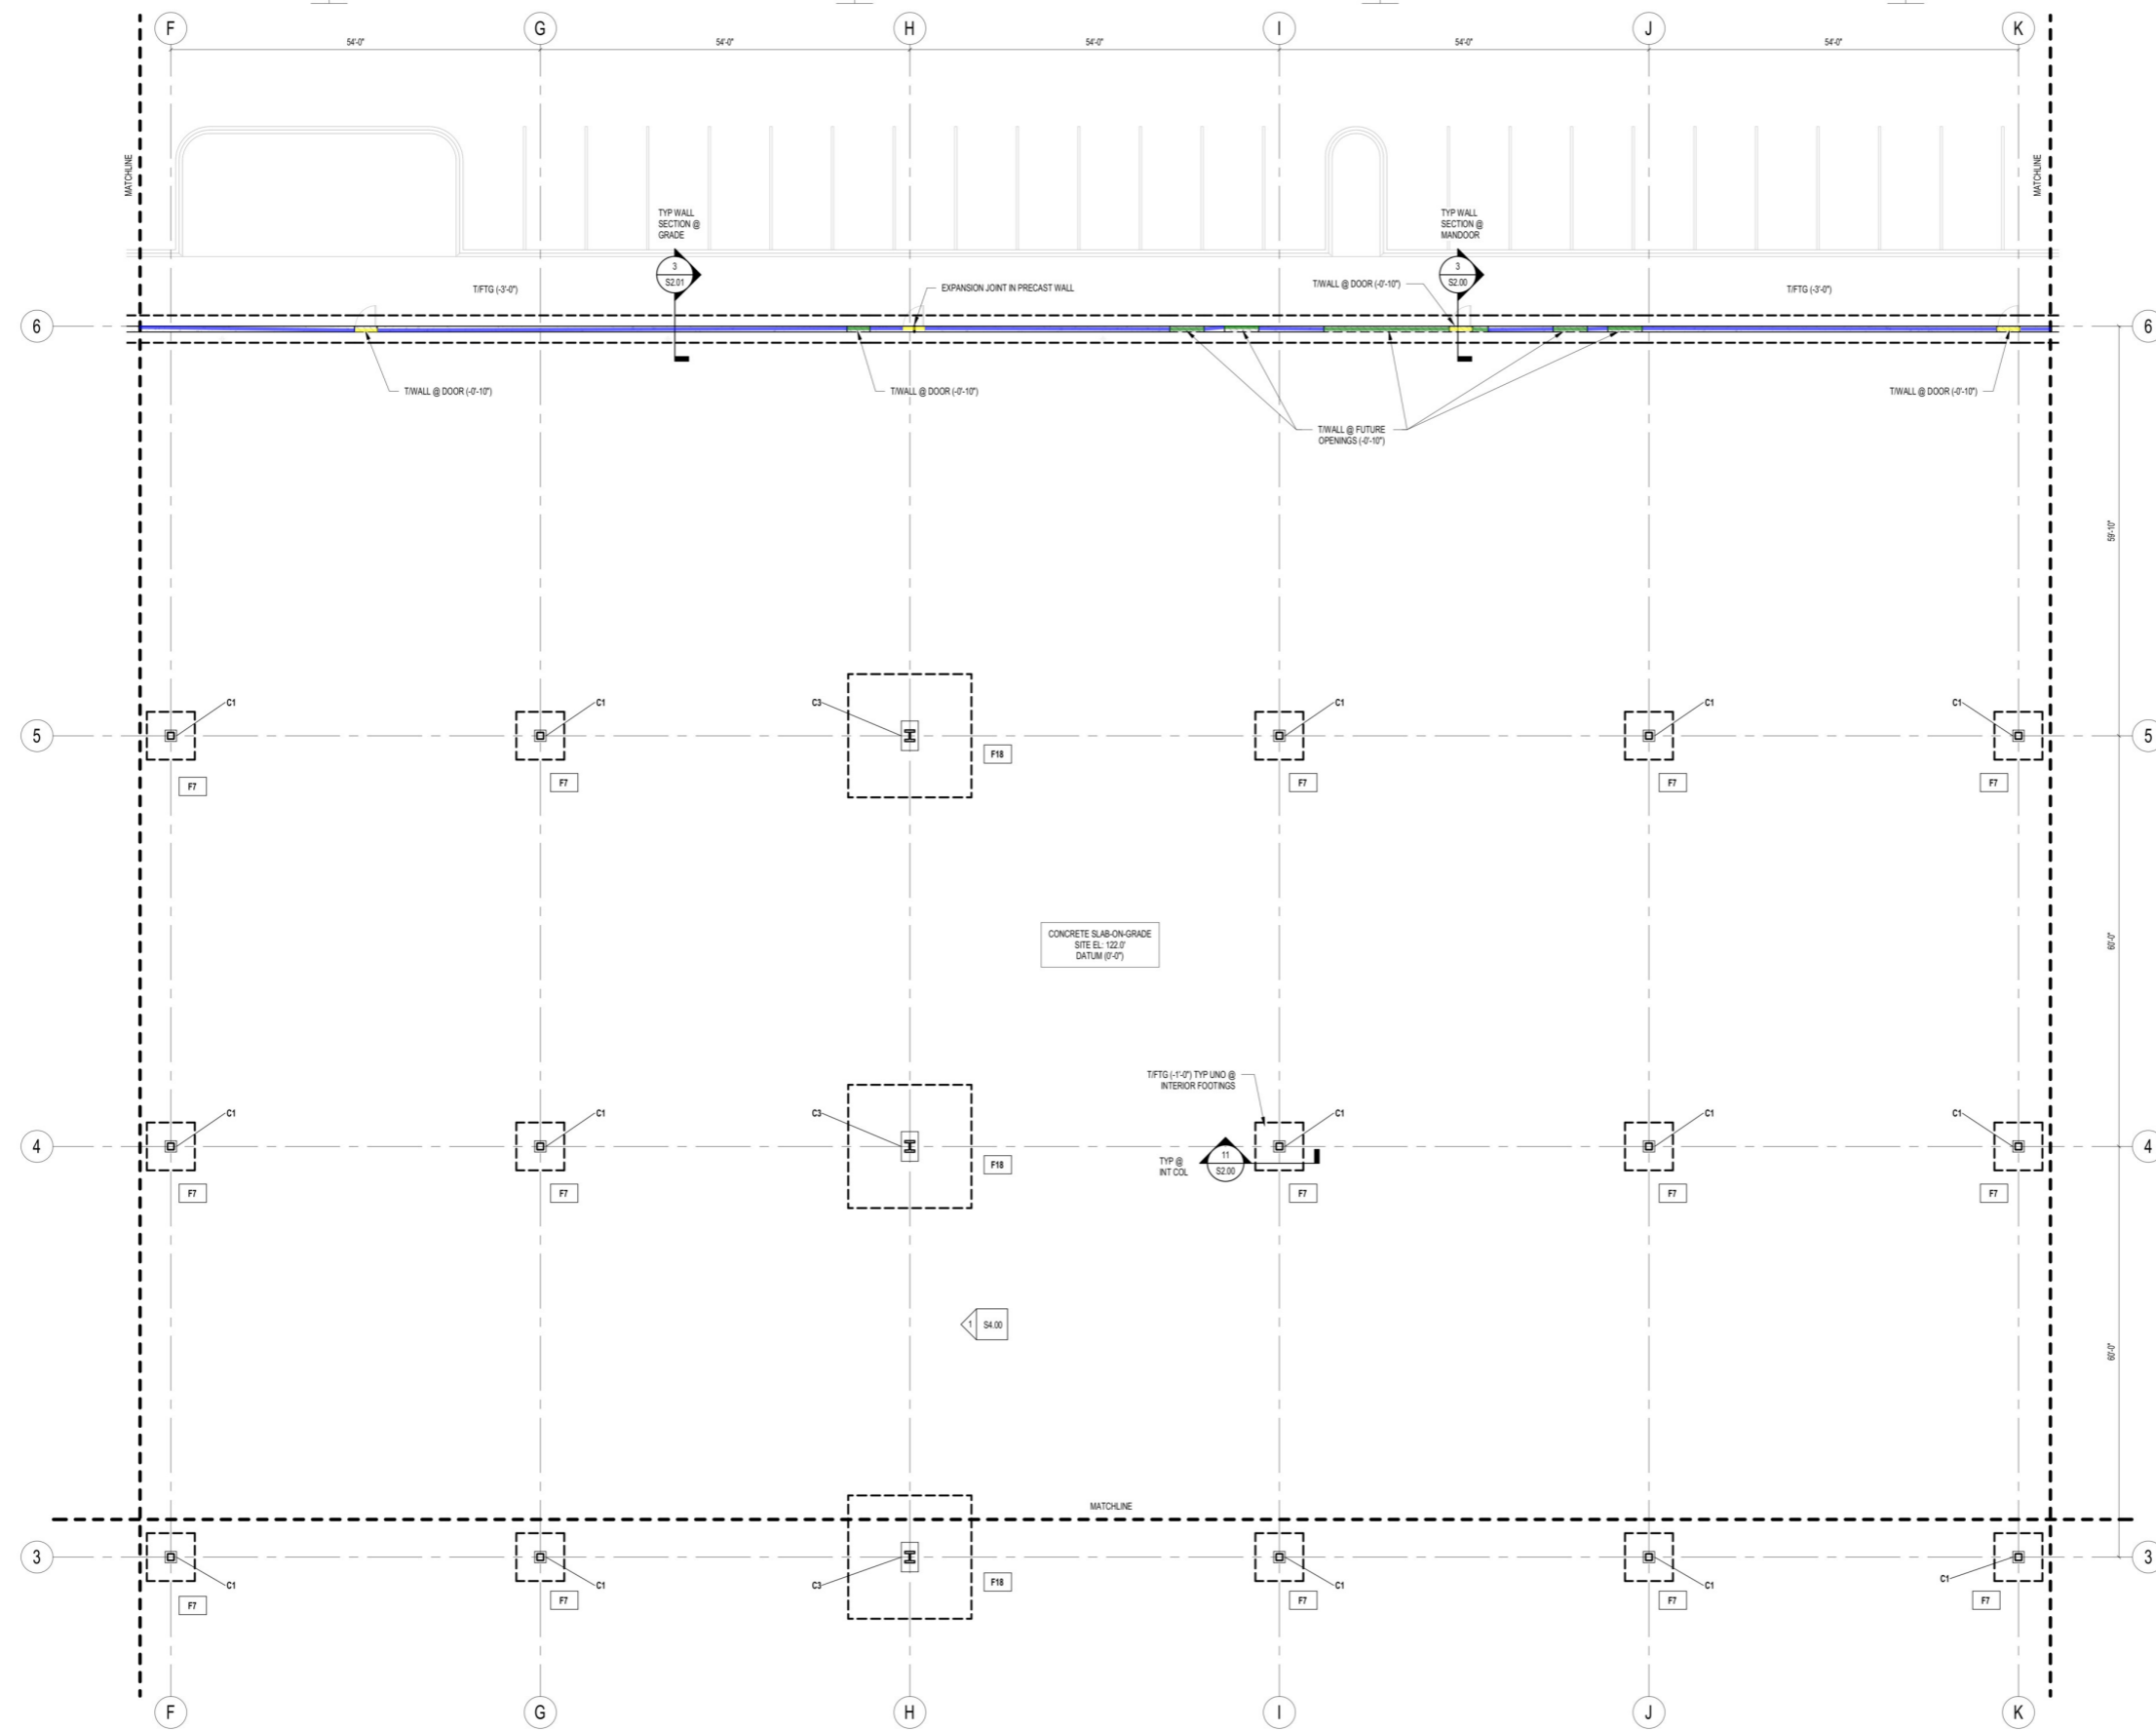 F
G
H
I
J
K
54'-0"
54'-0"
54'-0"
54'-0"
54'-0"
MATCHLINE
MATCHLINE
TYP WALL
SECTION @
GRADE
3
S2.01
TYP WALL
SECTION @
MANDOOR
3
S2.00
T/FTG (-3'-0")
EXPANSION JOINT IN PRECAST WALL
T/WALL @ DOOR (-0'-10")
T/FTG (-3'-0")
6
6
T/WALL @ DOOR (-0'-10")
T/WALL @ DOOR (-0'-10")
T/WALL @ DOOR (-0'-10")
T/WALL @ FUTURE
OPENINGS (-0'-10")
59'-10"
C1
C1
C3
C1
C1
C1
5
5
F7
F7
F18
F7
F7
F7
CONCRETE SLAB-ON-GRADE
SITE EL: 122.0'
DATUM (0'-0")
60'-0"
T/FTG (-1'-0") TYP UNO @
INTERIOR FOOTINGS
C1
C1
C3
C1
C1
C1
4
4
TYP @
INT COL
11
S2.00
F7
F7
F18
F7
F7
F7
1
S4.00
60'-0"
MATCHLINE
3
3
C1
C1
C3
C1
C1
C1
F7
F7
F18
F7
F7
F7
F
G
H
I
J
K